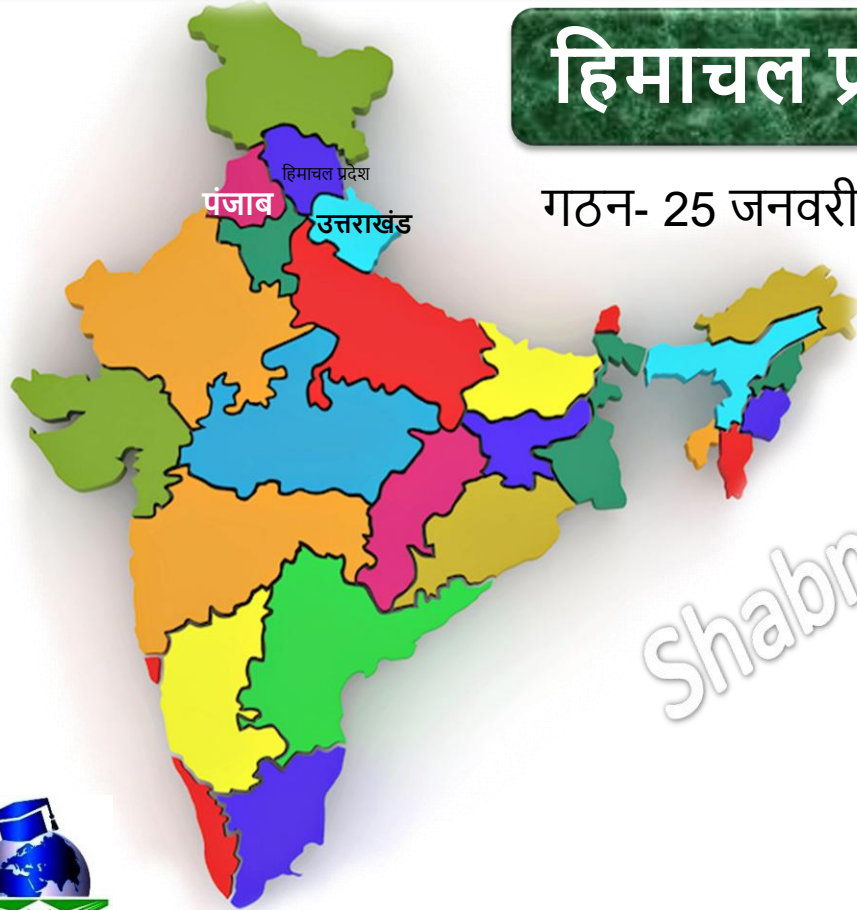 हिमाचल प्र
हिमाचल प्रदेश
पंजाब
उत्तराखंड
गठन- 25 जनवरी
Shabn